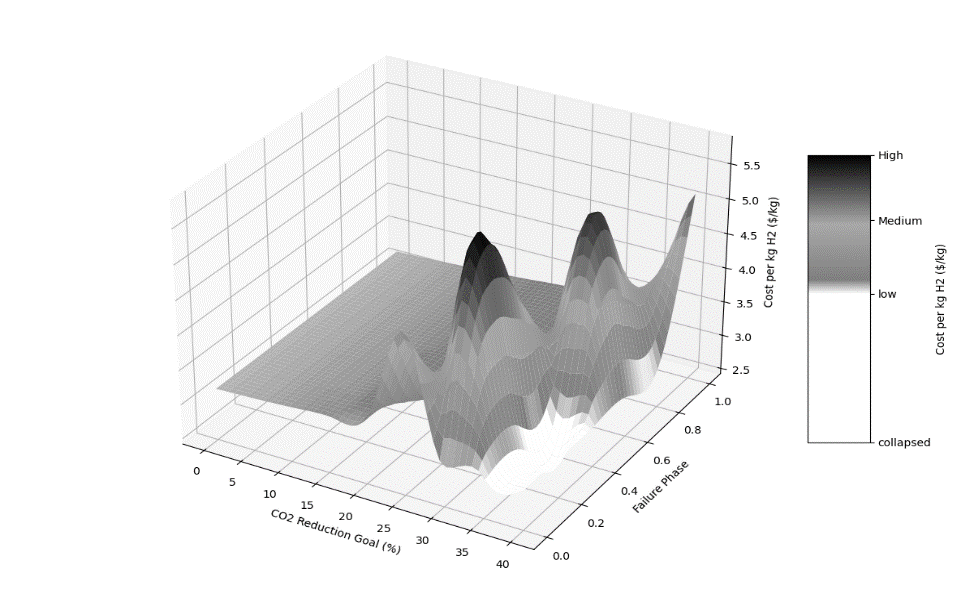 5.5
5.0
4.5
4.0
3.5
3.0
2.5
Cost per kg H2 ($/kg)
1.0
0.8
0.6
0.4
0.2
0.0
Failure Phase
0
5
10
15
20
25
30
35
40
CO2 Reduction Goal (%)
High
Medium
low
collapsed
Cost per kg H2 ($/kg)